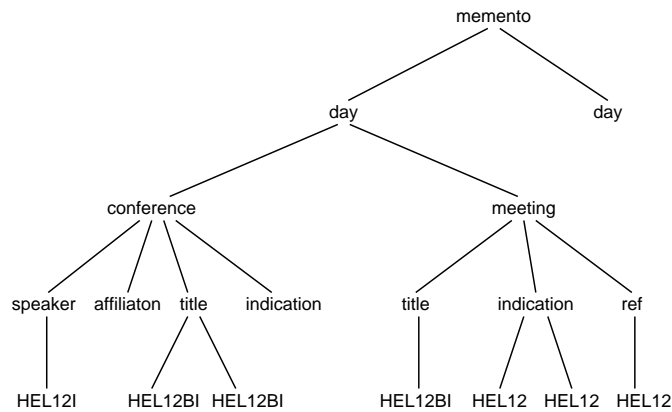 memento
day day
conference meeting
speaker affiliaton title indication title indication ref
HEL12I HEL12BI HEL12BI HEL12BI HEL12 HEL12 HEL12